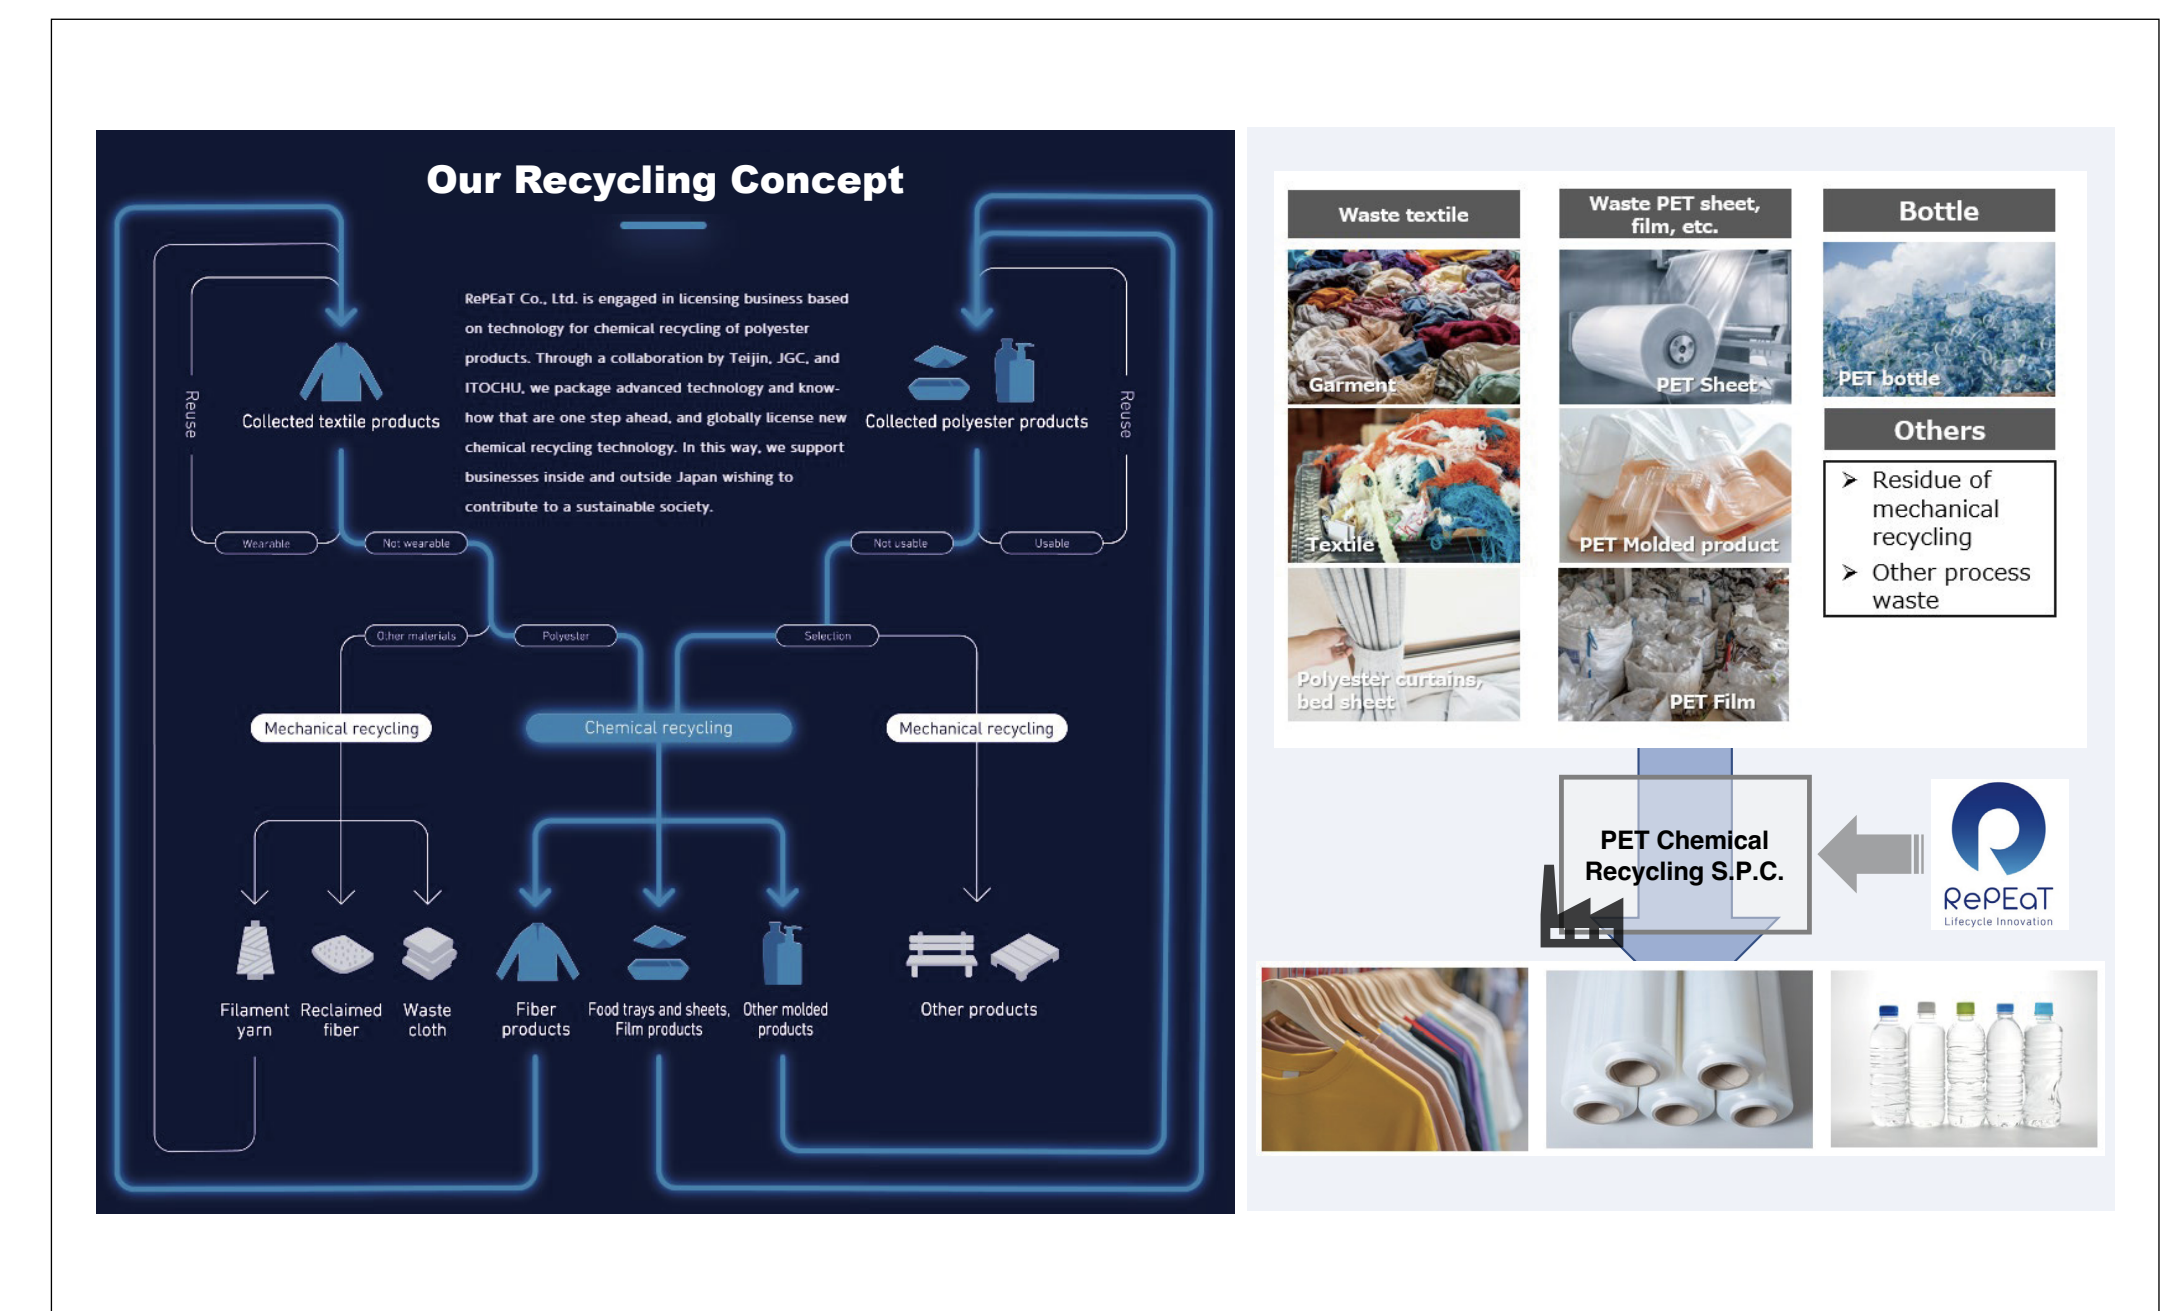 Our Recycling Concept
RePEaT Co., Ltd. is engaged in licensing business based
on technology for chemical recycling of polyester
products. Through a collaboration by Teijin, JGC, and
ITOCHU, we package advanced technology and know-
how that are one step ahead, and globally license new
chemical recycling technology. In this way, we support
businesses inside and outside Japan wishing to
contribute to a sustainable society.
Reuse
Collected textile products
Collected polyester products
Reuse
Wearable
Not wearable
Not usable
Usable
Other materials
Polyester
Selection
Mechanical recycling
Chemical recycling
Mechanical recycling
Filament
yarn
Reclaimed
fiber
Waste
cloth
Fiber
products
Food trays and sheets,
Film products
Other molded
products
Other products
Waste textile
Garment
Textile
Polyester curtains,
bed sheet
Waste PET sheet,
film, etc.
PET Sheet
PET Molded product
PET Film
Bottle
PET bottle
Others
➢ Residue of
mechanical
recycling
➢ Other process
waste
PET Chemical
Recycling S.P.C.
RePEaT
Lifecycle Innovation